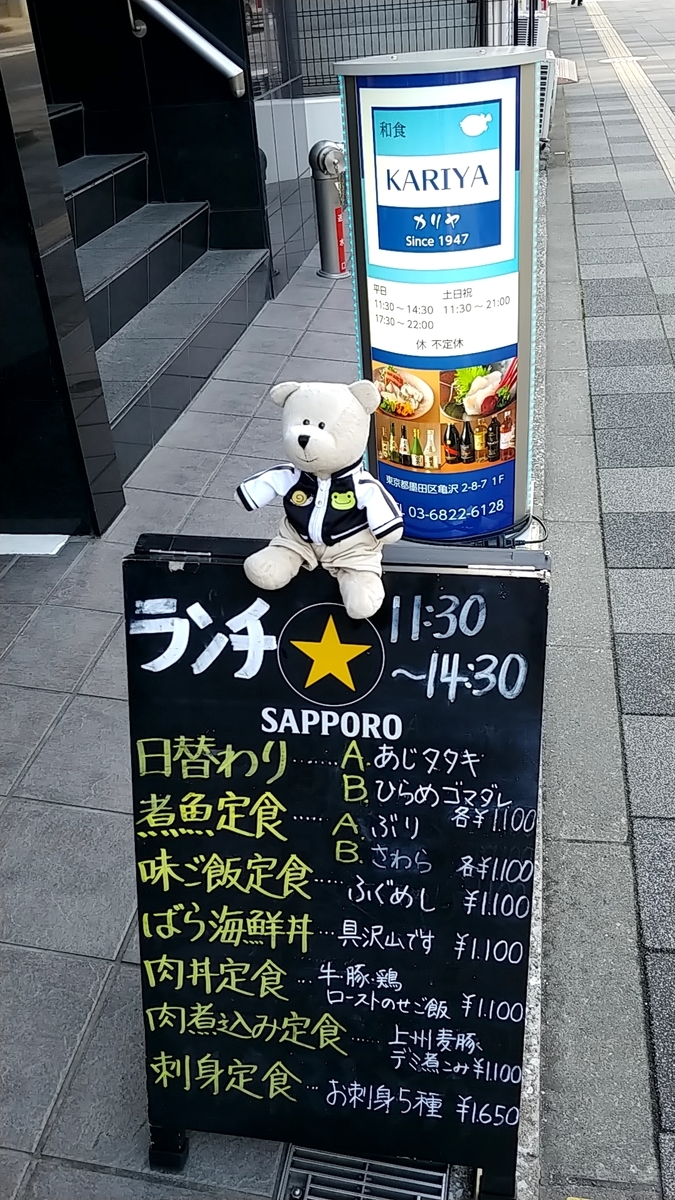 和食
KARIYA
かりや
Since 1947
平日 土日祝
11:30～14:30 11:30～21:00
17:30～22:00
休 不定休
東京都墨田区亀沢 2-8-7 1F
03-6822-6128
ランチ 11:30
～14:30
SAPPORO
日替わり……A.あじタタキ
B.ひらめゴマダレ
各¥1.100
煮魚定食……A.ぶり
B.さわら 各¥1.100
味ご飯定食……ふぐめし ¥1.100
ばら海鮮丼…具沢山です ¥1.100
肉丼定食…牛・豚・鶏
ローストのせご飯 ¥1.100
肉煮込み定食……上州麦豚、
デミ煮こみ¥1.100
刺身定食…お刺身5種 ¥1.650